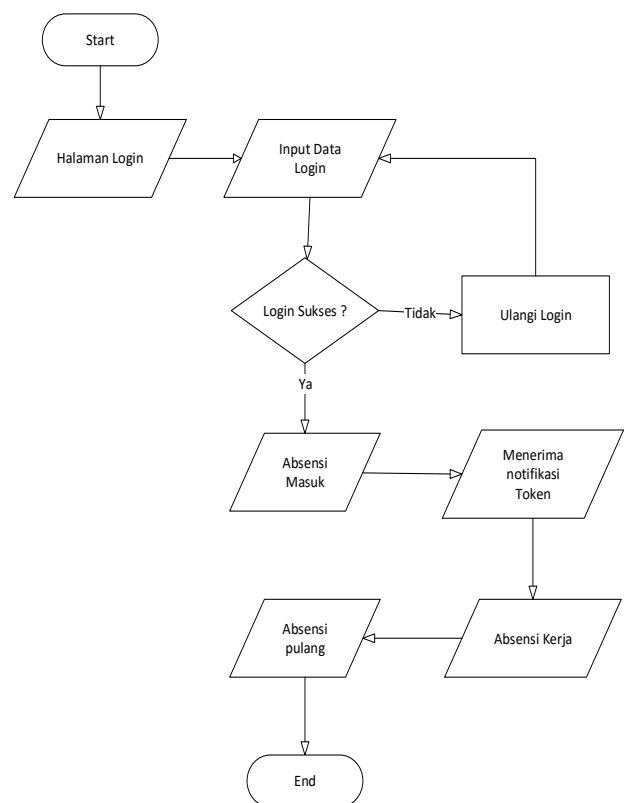 Start
Halaman Login
Input Data
Login
Login Sukses ?
Tidak
Ulangi Login
Ya
Absensi
Masuk
Menerima
notifikasi
Token
Absensi Kerja
Absensi
pulang
End